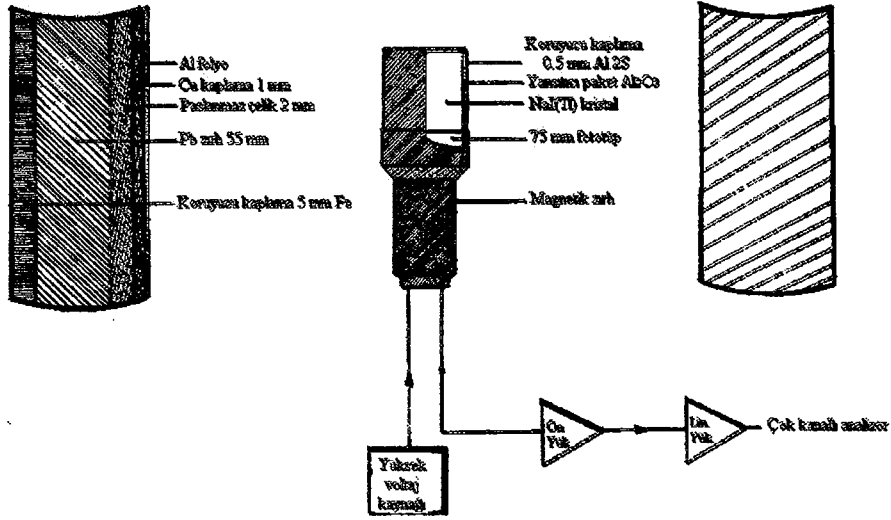 Al folyo
Cu kaplama 1 mm
Paslanmaz çelik 2 mm
Pb zırh 55 mm
Koruyucu kaplama 5 mm Fe
Koruyucu kaplama
0.5 mm Al 2S
Yansıtıcı paket
NaI(Tl) kristal
75 mm fototüp
Magnetik zırh
Yüksek
voltaj
kaynağı
Ön
Yük
Lin
Yük
Çok kanallı analizör